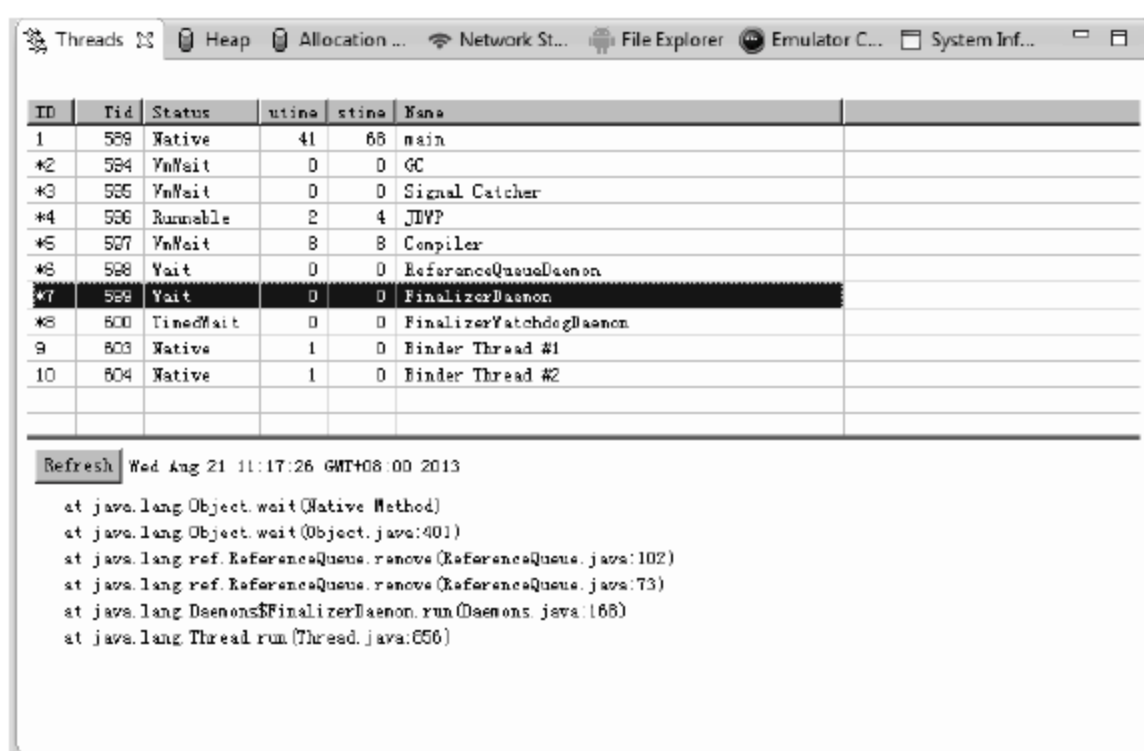 Threads Heap Allocation ... Network St... File Explorer Emulator C... System Inf...
ID Tid Status utime stime Name
1 589 Native 41 68 main
*2 594 VmWait 0 0 GC
*3 595 VmWait 0 0 Signal Catcher
*4 596 Runnable 2 4 JDWP
*5 597 VmWait 8 8 Compiler
*6 598 Wait 0 0 ReferenceQueueDaemon
*7 599 Wait 0 0 FinalizerDaemon
*8 600 TimedWait 0 0 FinalizerWatchdogDaemon
9 603 Native 1 0 Binder Thread #1
10 604 Native 1 0 Binder Thread #2
Refresh Wed Aug 21 11:17:26 GMT+08:00 2013
at java.lang.Object.wait(Native Method)
at java.lang.Object.wait(Object.java:401)
at java.lang.ref.ReferenceQueue.remove(ReferenceQueue.java:102)
at java.lang.ref.ReferenceQueue.remove(ReferenceQueue.java:73)
at java.lang.Daemons$FinalizerDaemon.run(Daemons.java:168)
at java.lang.Thread.run(Thread.java:856)